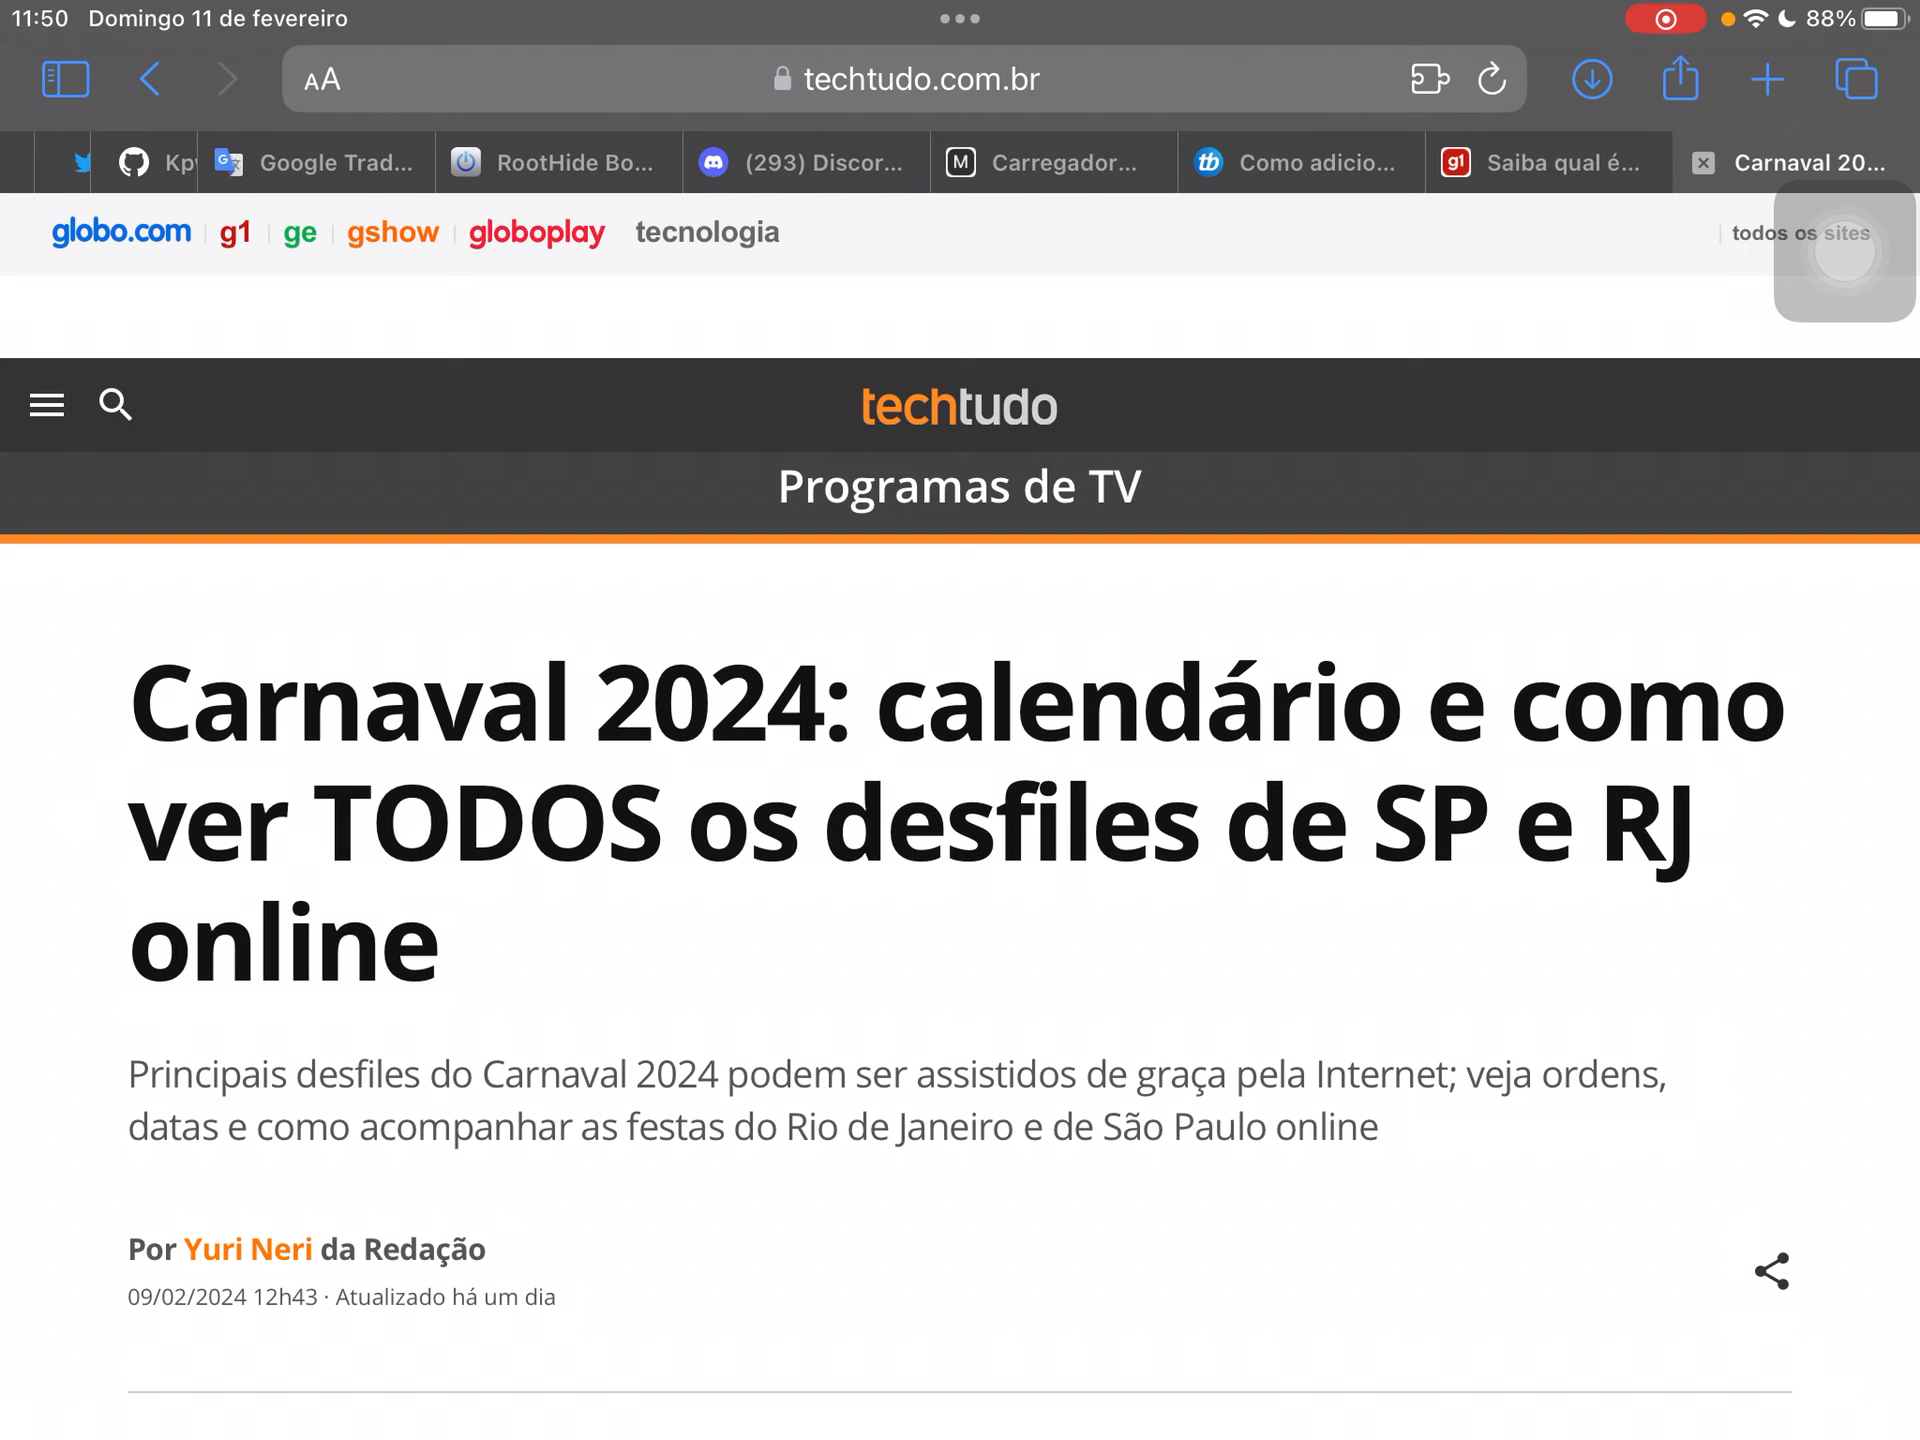 11:50 Domingo 11 de fevereiro 88%
AA techtudo.com.br
Kp Google Trad... RootHide Bo... (293) Discor... M Carregador... tb Como adicio... g1 Saiba qual é... Carnaval 20...
globo.com g1 ge gshow globoplay tecnologia todos os sites
techtudo
Programas de TV
Carnaval 2024: calendário e como
ver TODOS os desfiles de SP e RJ
online
Principais desfiles do Carnaval 2024 podem ser assistidos de graça pela Internet; veja ordens,
datas e como acompanhar as festas do Rio de Janeiro e de São Paulo online
Por Yuri Neri da Redação
09/02/2024 12h43 · Atualizado há um dia